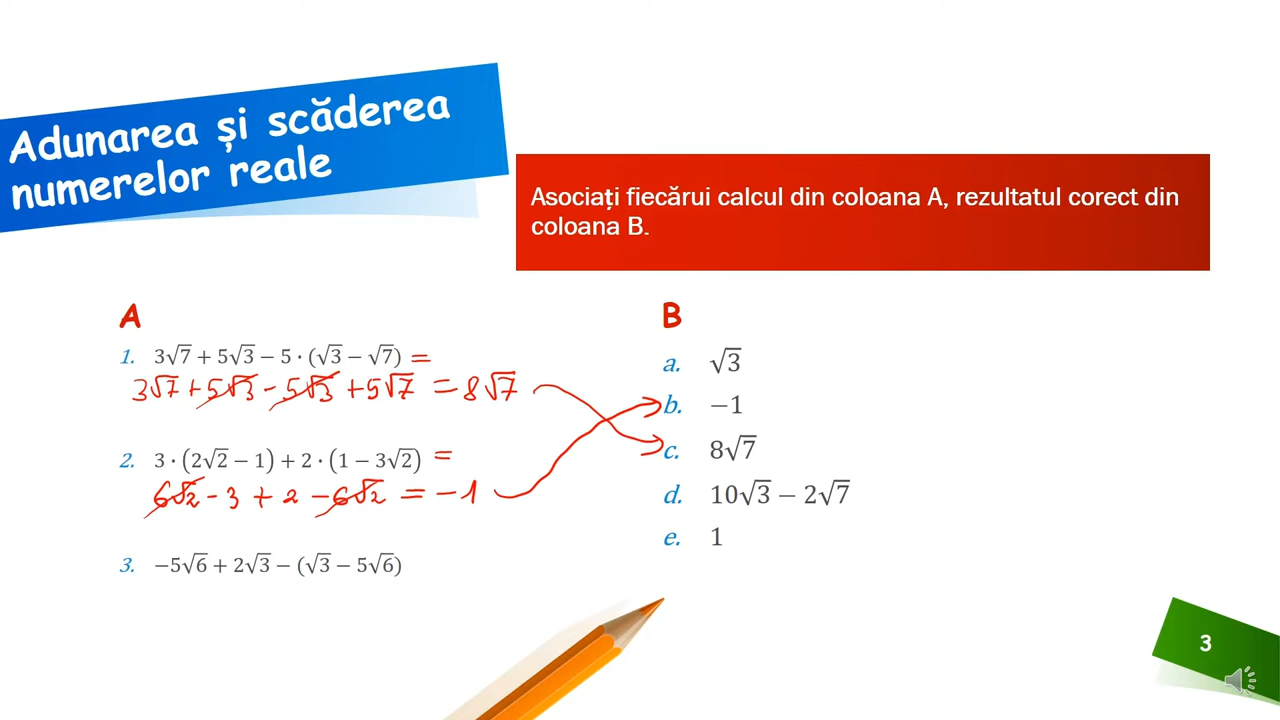 Adunarea și scăderea
numerelor reale
Asociați fiecărui calcul din coloana A, rezultatul corect din
coloana B.
A
1. 3√7 + 5√3 − 5 · (√3 − √7) =
3√7 + 5√3 − 5√3 + 5√7 = 8√7
2. 3 · (2√2 − 1) + 2 · (1 − 3√2) =
6√2 − 3 + 2 − 6√2 = −1
3. −5√6 + 2√3 − (√3 − 5√6)
B
a. √3
b. −1
c. 8√7
d. 10√3 − 2√7
e. 1
3